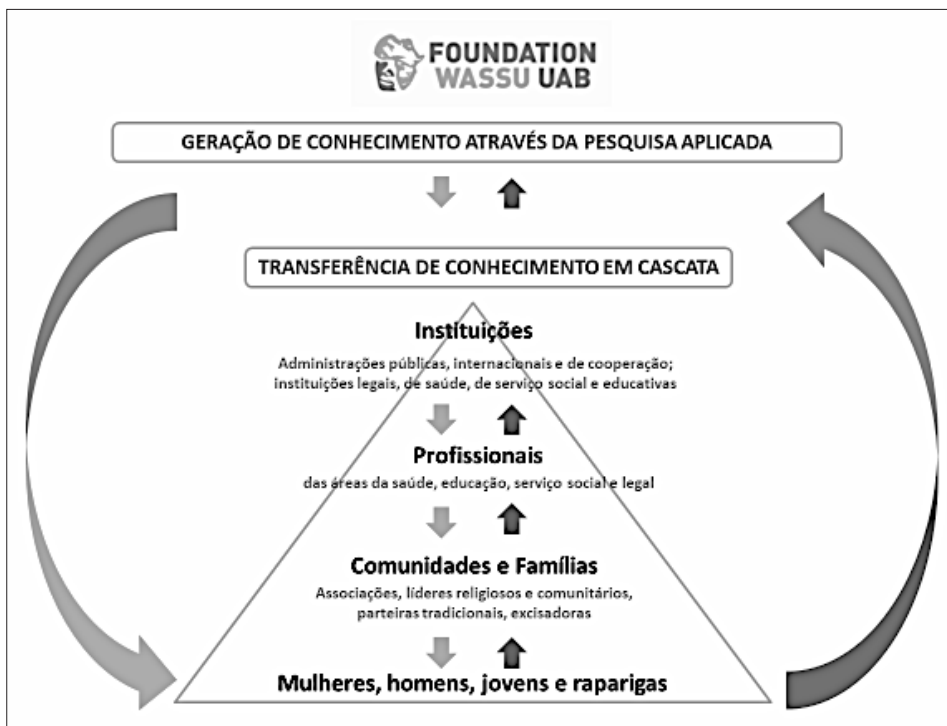 FOUNDATION
WASSU UAB
GERAÇÃO DE CONHECIMENTO ATRAVÉS DA PESQUISA APLICADA
TRANSFERÊNCIA DE CONHECIMENTO EM CASCATA
Instituições
Administrações públicas, internacionais e de cooperação;
instituições legais, de saúde, de serviço social e educativas
Profissionais
das áreas da saúde, educação, serviço social e legal
Comunidades e Famílias
Associações, líderes religiosos e comunitários,
parteiras tradicionais, excisadoras
Mulheres, homens, jovens e raparigas